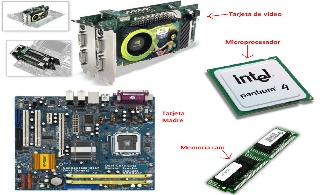 Tarjeta de video
Microprocesador
intel
pentium 4
Tarjeta
Madre
Memoria ram